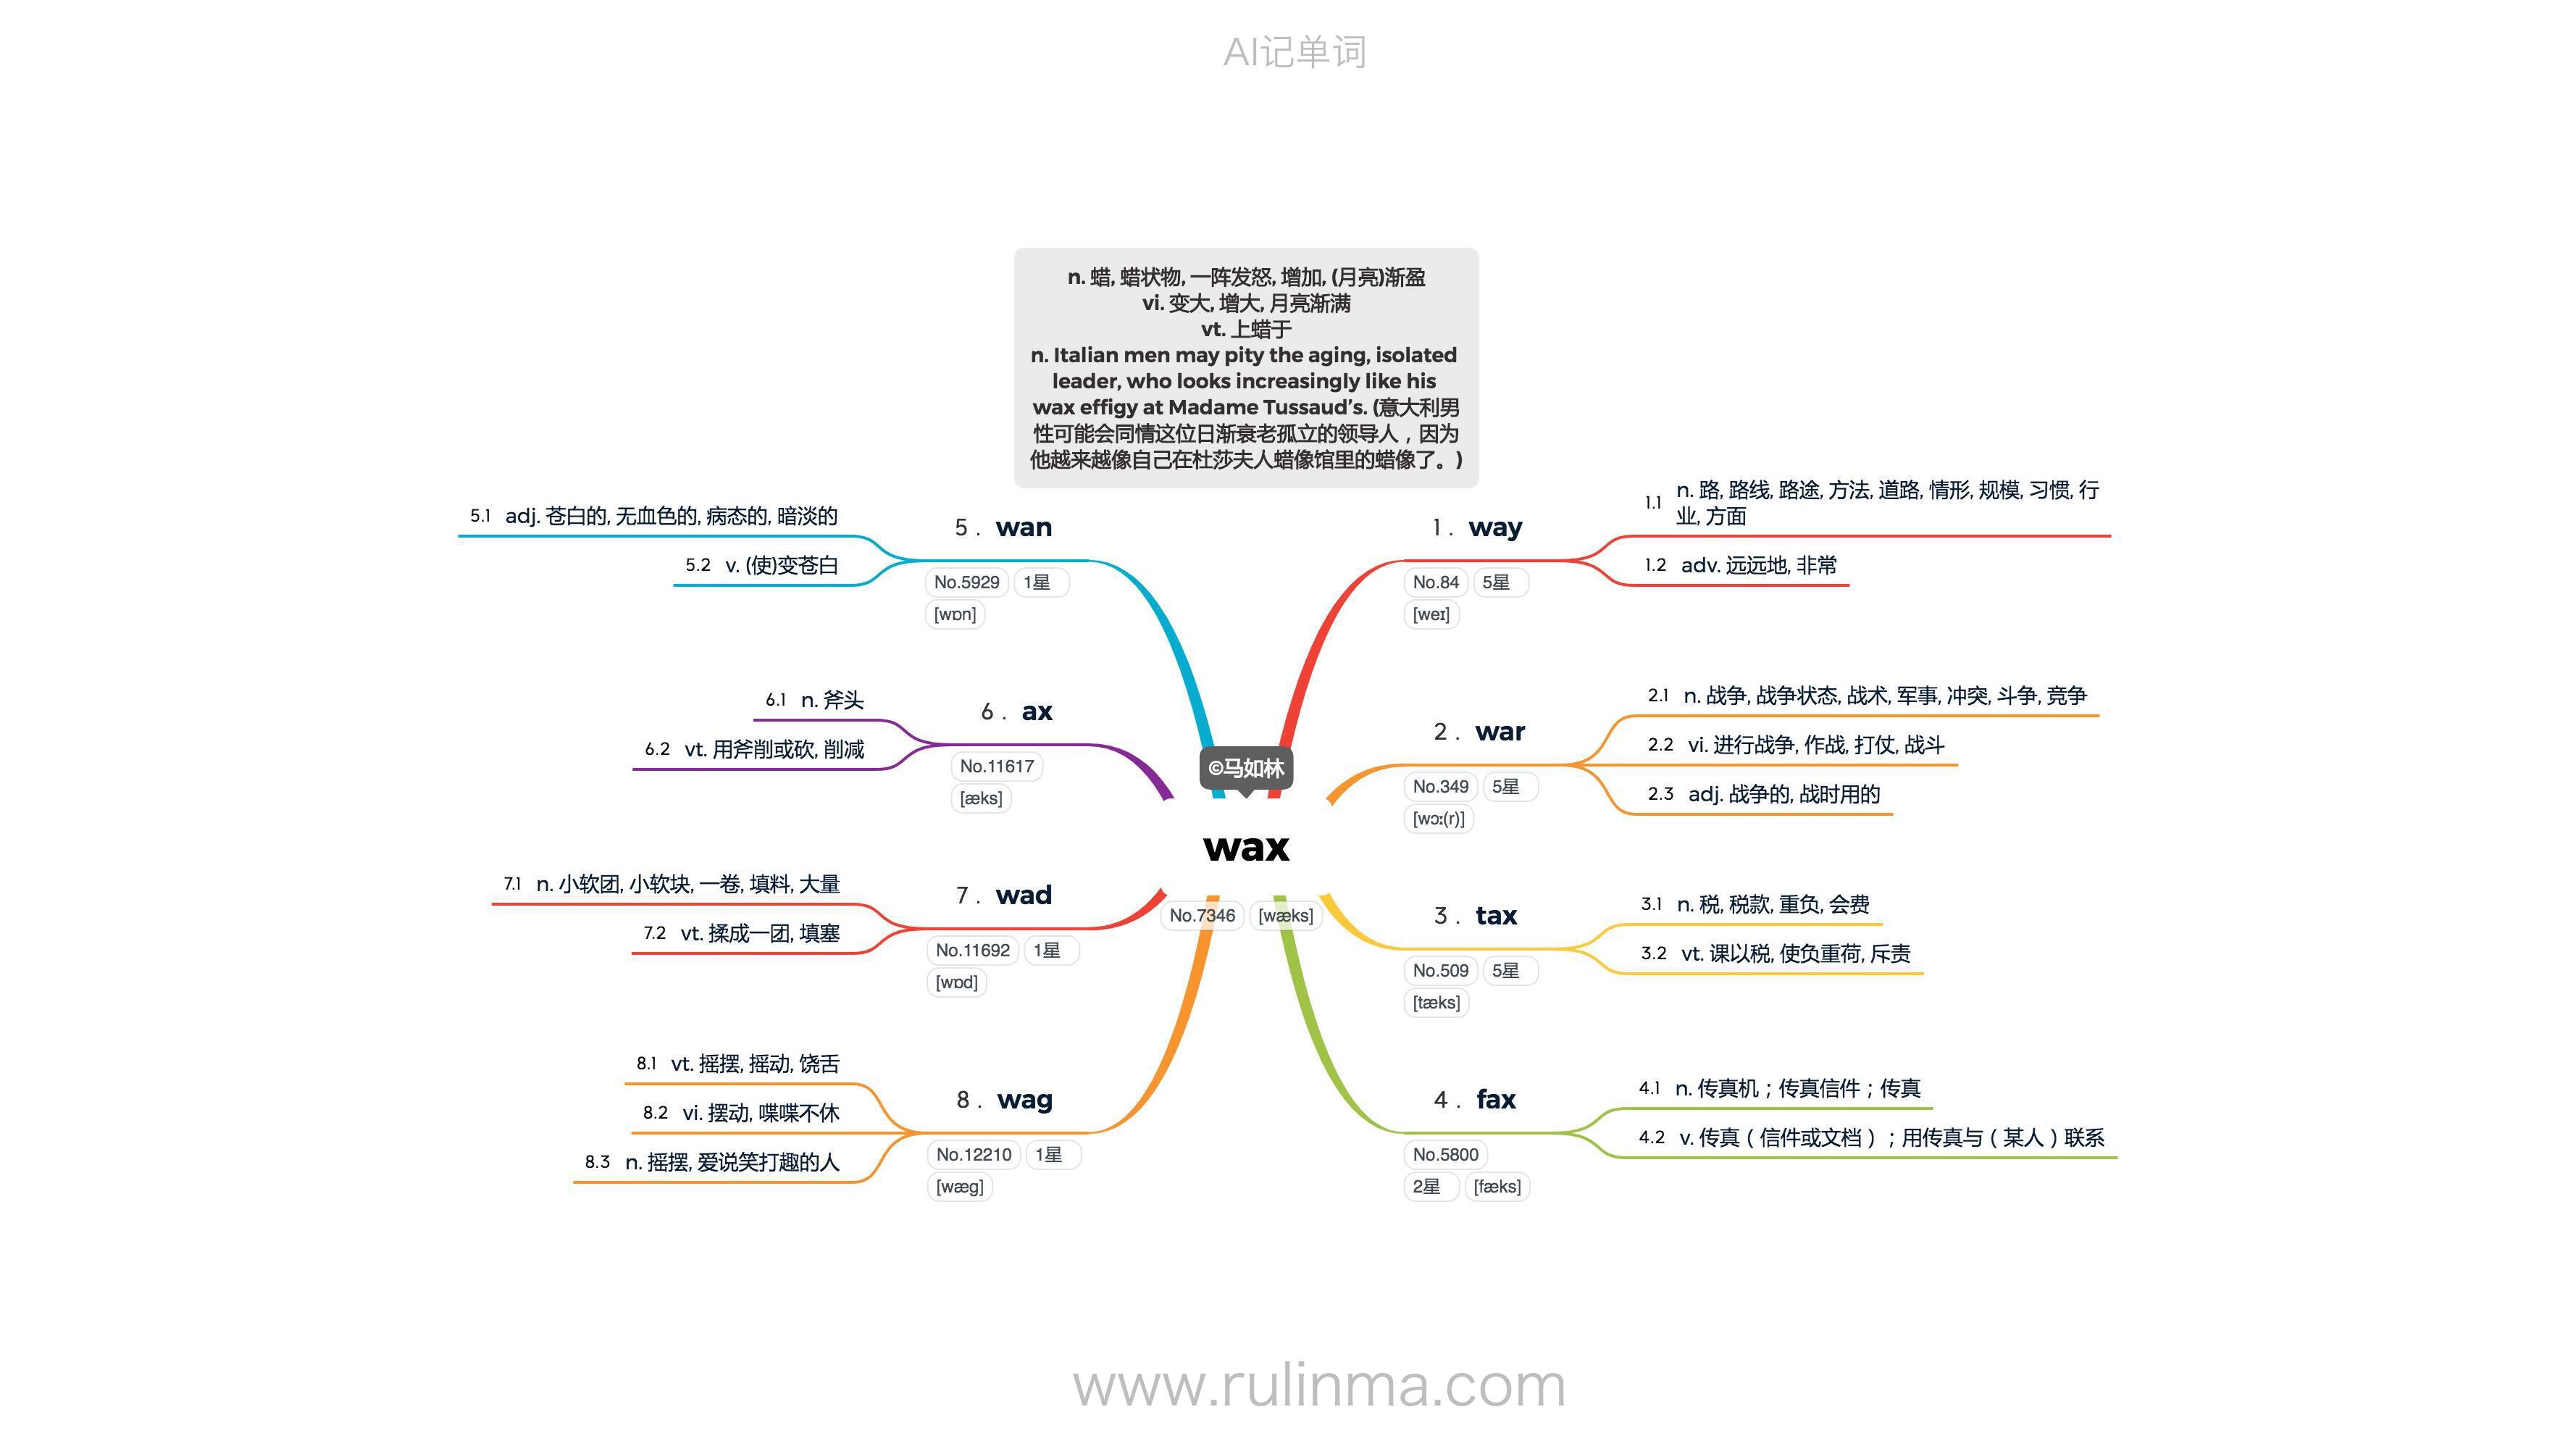 AI记单词
n. 蜡, 蜡状物, 一阵发怒, 增加, (月亮)渐盈
vi. 变大, 增大, 月亮渐满
vt. 上蜡于
n. Italian men may pity the aging, isolated
leader, who looks increasingly like his
wax effigy at Madame Tussaud’s. (意大利男
性可能会同情这位日渐衰老孤立的领导人，因为
他越来越像自己在杜莎夫人蜡像馆里的蜡像了。)
©马如林
wax
No.7346 [wæks]
1. way
No.84 5星
[weɪ]
1.1 n. 路, 路线, 路途, 方法, 道路, 情形, 规模, 习惯, 行
业, 方面
1.2 adv. 远远地, 非常
2. war
No.349 5星
[wɔː(r)]
2.1 n. 战争, 战争状态, 战术, 军事, 冲突, 斗争, 竞争
2.2 vi. 进行战争, 作战, 打仗, 战斗
2.3 adj. 战争的, 战时用的
3. tax
No.509 5星
[tæks]
3.1 n. 税, 税款, 重负, 会费
3.2 vt. 课以税, 使负重荷, 斥责
4. fax
No.5800
2星 [fæks]
4.1 n. 传真机；传真信件；传真
4.2 v. 传真（信件或文档）；用传真与（某人）联系
5. wan
No.5929 1星
[wɒn]
5.1 adj. 苍白的, 无血色的, 病态的, 暗淡的
5.2 v. (使)变苍白
6. ax
No.11617
[æks]
6.1 n. 斧头
6.2 vt. 用斧削或砍, 削减
7. wad
No.11692 1星
[wɒd]
7.1 n. 小软团, 小软块, 一卷, 填料, 大量
7.2 vt. 揉成一团, 填塞
8. wag
No.12210 1星
[wæg]
8.1 vt. 摇摆, 摇动, 饶舌
8.2 vi. 摆动, 喋喋不休
8.3 n. 摇摆, 爱说笑打趣的人
www.rulinma.com